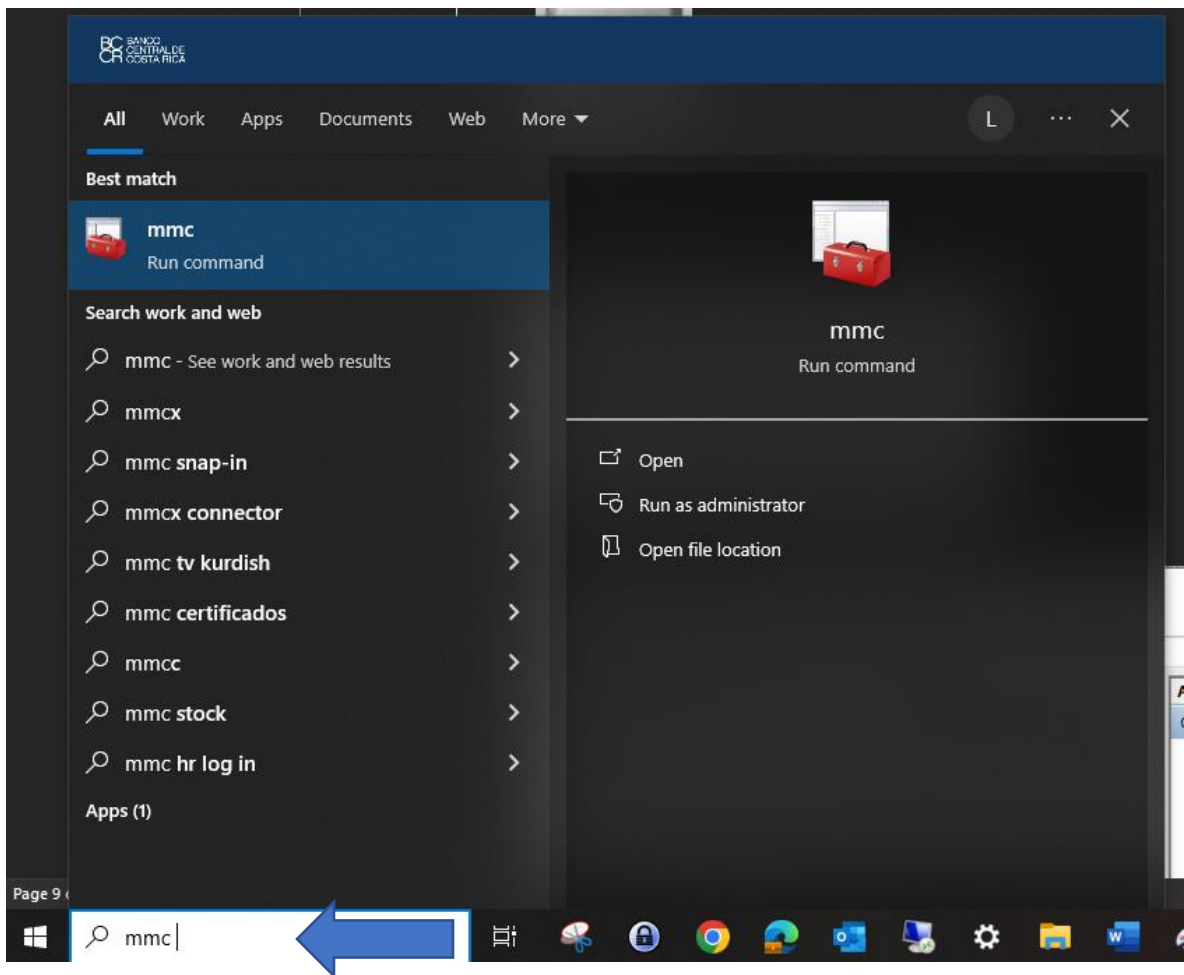 BANCO
CENTRAL DE
COSTA RICA
BCCR
All Work Apps Documents Web More L
Best match
mmc
Run command
Search work and web
mmc - See work and web results
mmcx
mmc snap-in
mmcx connector
mmc tv kurdish
mmc certificados
mmcc
mmc stock
mmc hr log in
Apps (1)
mmc
Run command
Open
Run as administrator
Open file location
Page 9
mmc